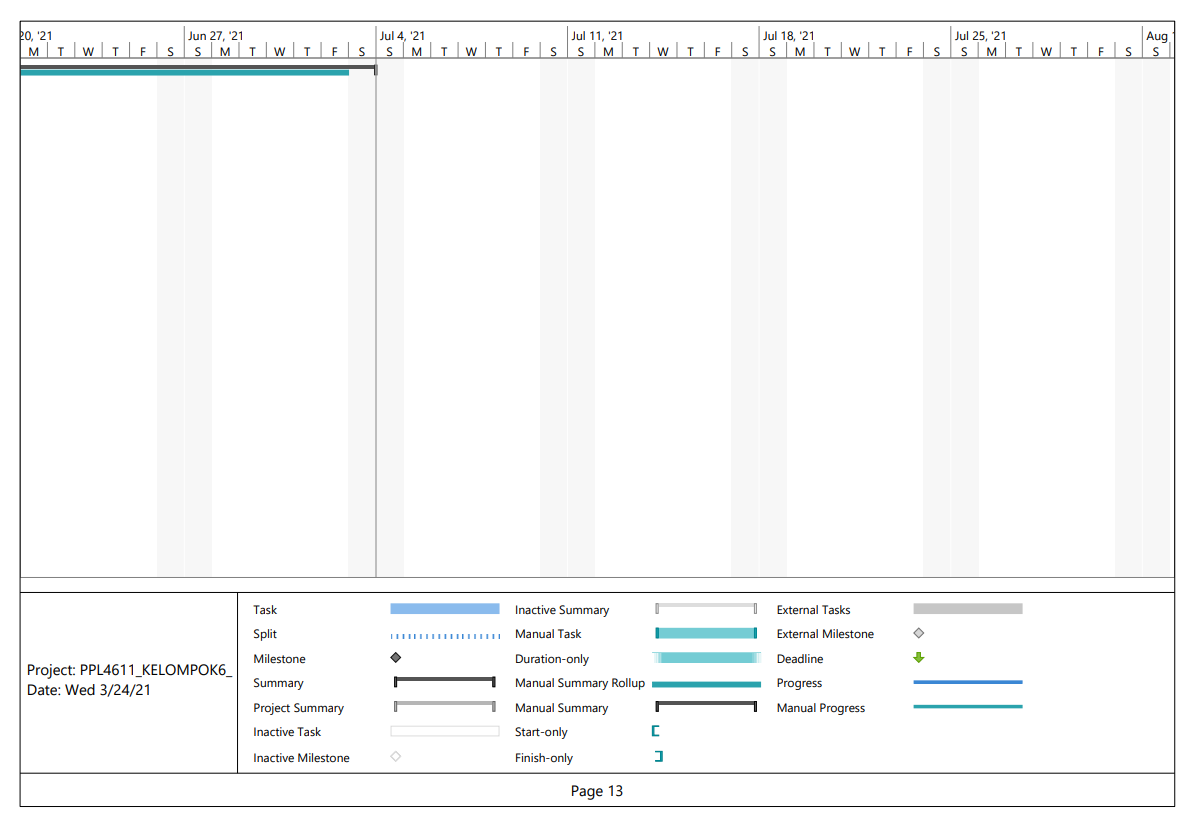 20, '21 Jun 27, '21 Jul 4, '21 Jul 11, '21 Jul 18, '21 Jul 25, '21 Aug
M T W T F S S M T W T F S S M T W T F S S M T W T F S S M T W T F S S M T W T F S S
Project: PPL4611_KELOMPOK6_
Date: Wed 3/24/21
Task
Split
Milestone
Summary
Project Summary
Inactive Task
Inactive Milestone
Inactive Summary
Manual Task
Duration-only
Manual Summary Rollup
Manual Summary
Start-only
Finish-only
External Tasks
External Milestone
Deadline
Progress
Manual Progress
Page 13